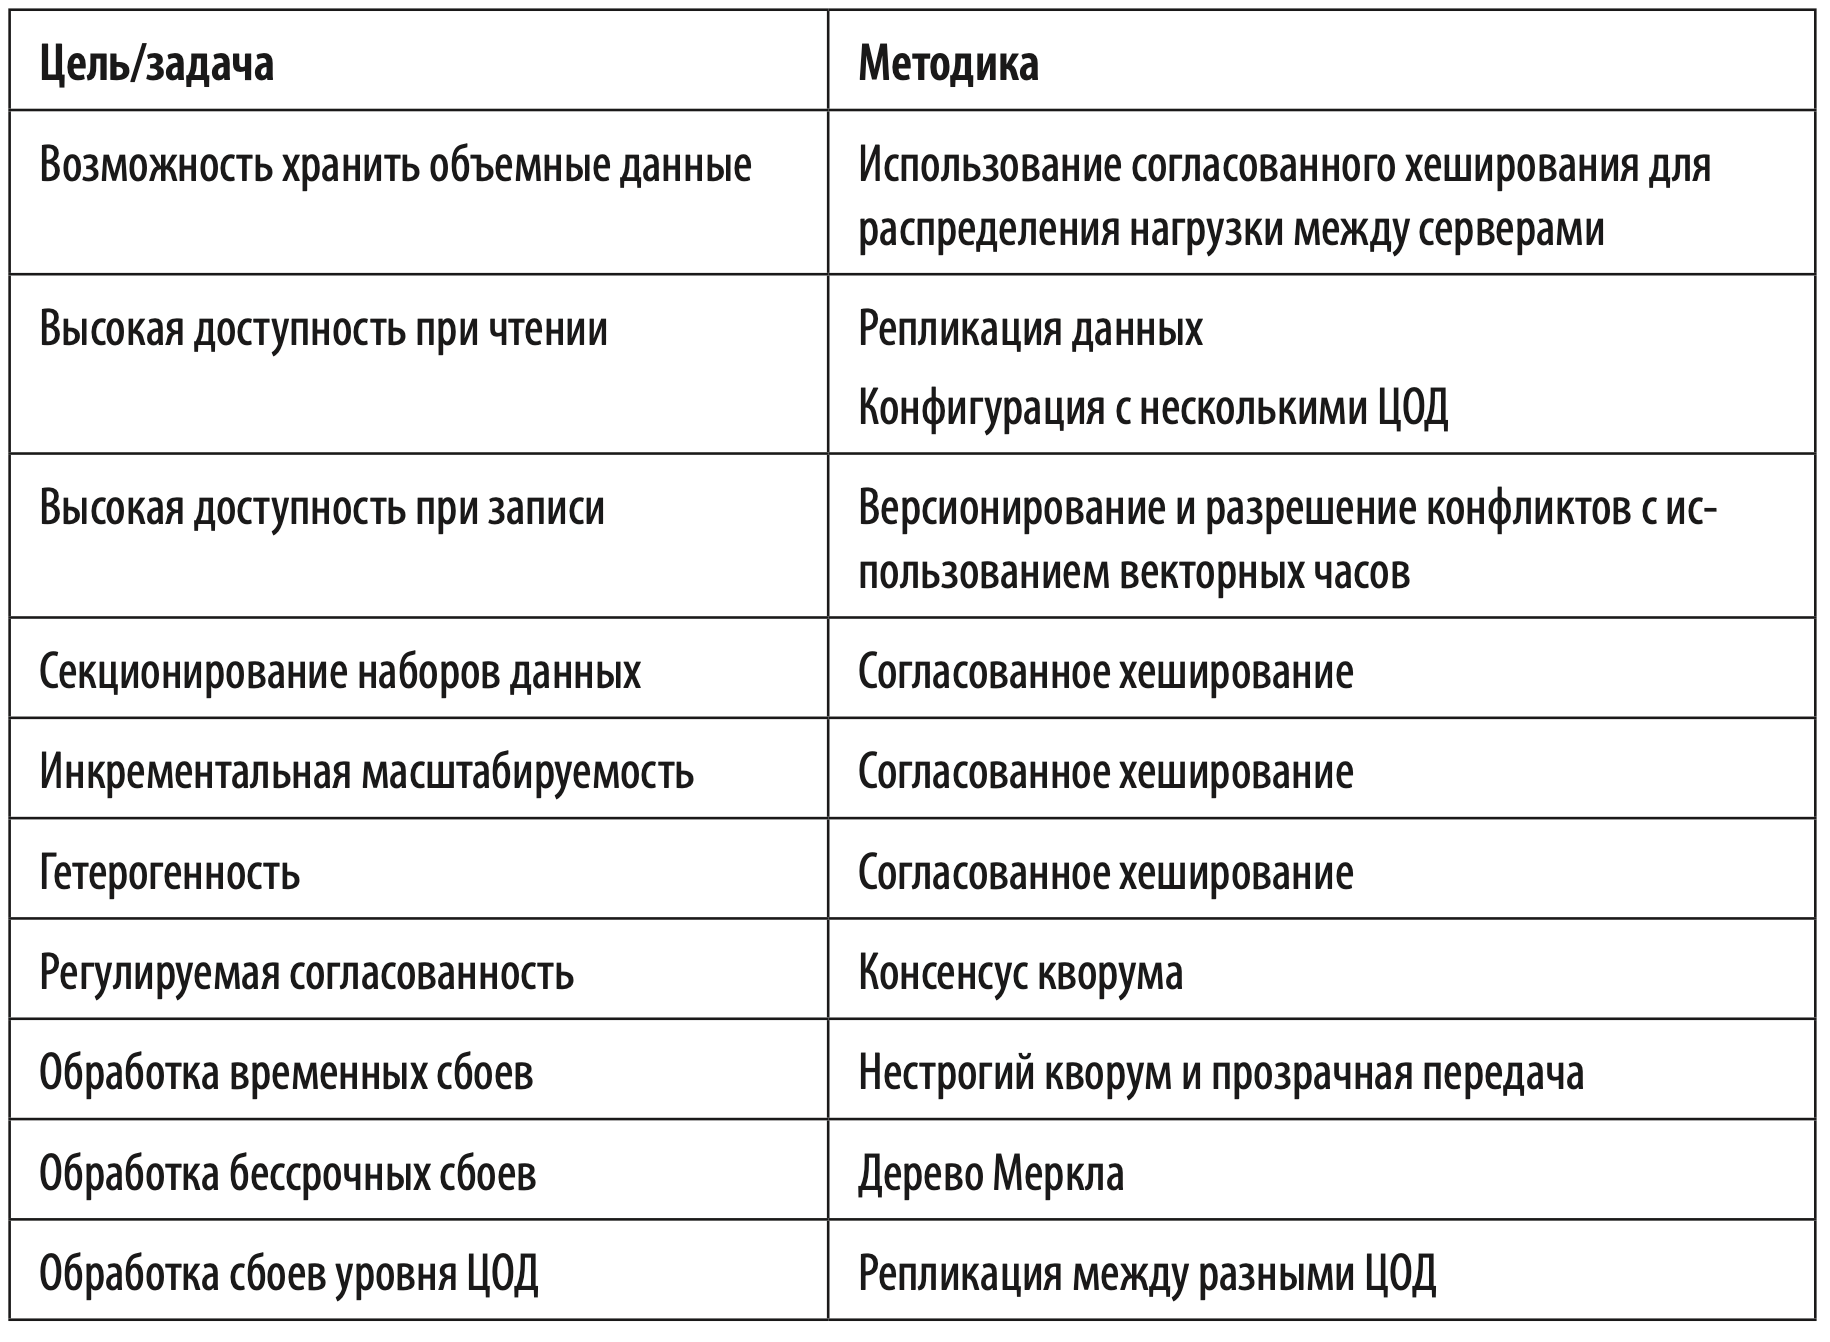 Цель/задача
Методика
Возможность хранить объемные данные
Использование согласованного хеширования для
распределения нагрузки между серверами
Высокая доступность при чтении
Репликация данных
Конфигурация с несколькими ЦОД
Высокая доступность при записи
Версионирование и разрешение конфликтов с ис-
пользованием векторных часов
Секционирование наборов данных
Согласованное хеширование
Инкрементальная масштабируемость
Согласованное хеширование
Гетерогенность
Согласованное хеширование
Регулируемая согласованность
Консенсус кворума
Обработка временных сбоев
Нестрогий кворум и прозрачная передача
Обработка бессрочных сбоев
Дерево Меркла
Обработка сбоев уровня ЦОД
Репликация между разными ЦОД